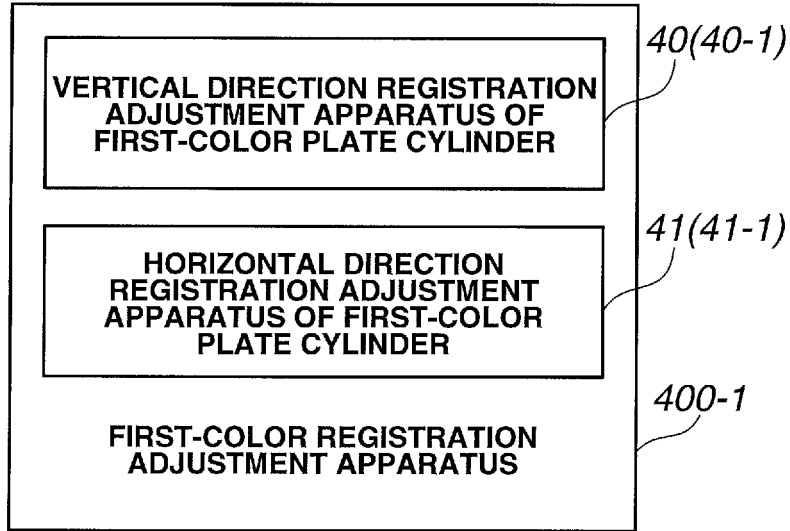 40(40-1)
VERTICAL DIRECTION REGISTRATION
ADJUSTMENT APPARATUS OF
FIRST-COLOR PLATE CYLINDER
41(41-1)
HORIZONTAL DIRECTION
REGISTRATION ADJUSTMENT
APPARATUS OF FIRST-COLOR
PLATE CYLINDER
400-1
FIRST-COLOR REGISTRATION
ADJUSTMENT APPARATUS